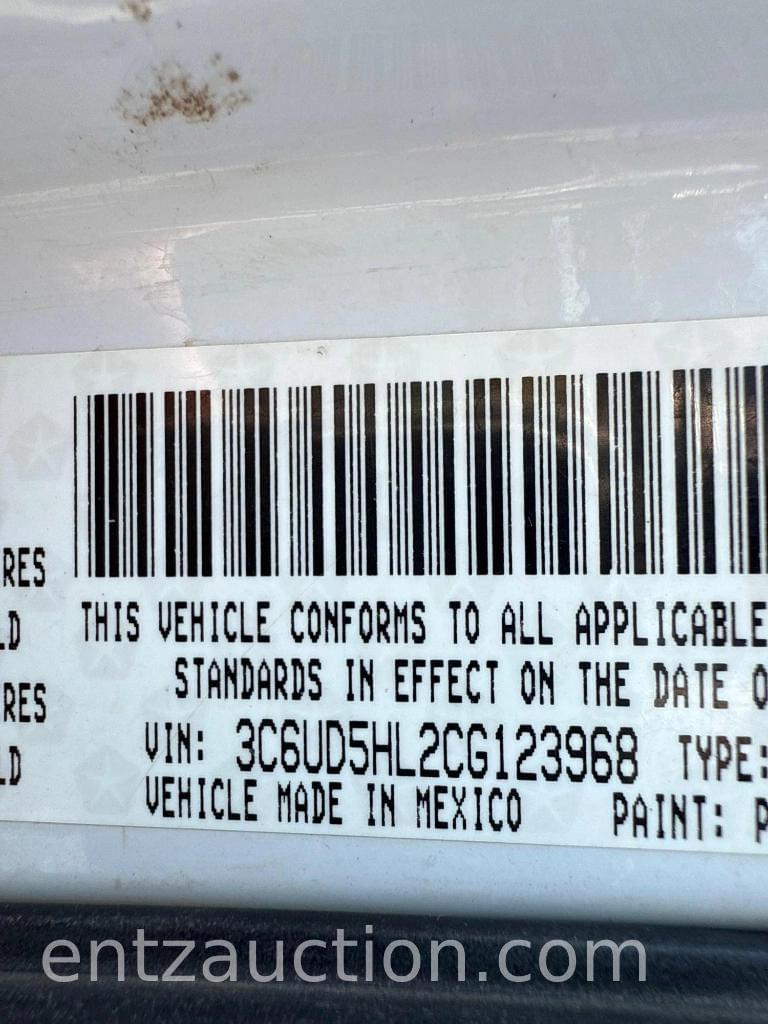 RES
LD
RES
LD
THIS VEHICLE CONFORMS TO ALL APPLICABLE
STANDARDS IN EFFECT ON THE DATE O
VIN: 3C6UD5HL2CG123968 TYPE:
VEHICLE MADE IN MEXICO PAINT: P
entzauction.com